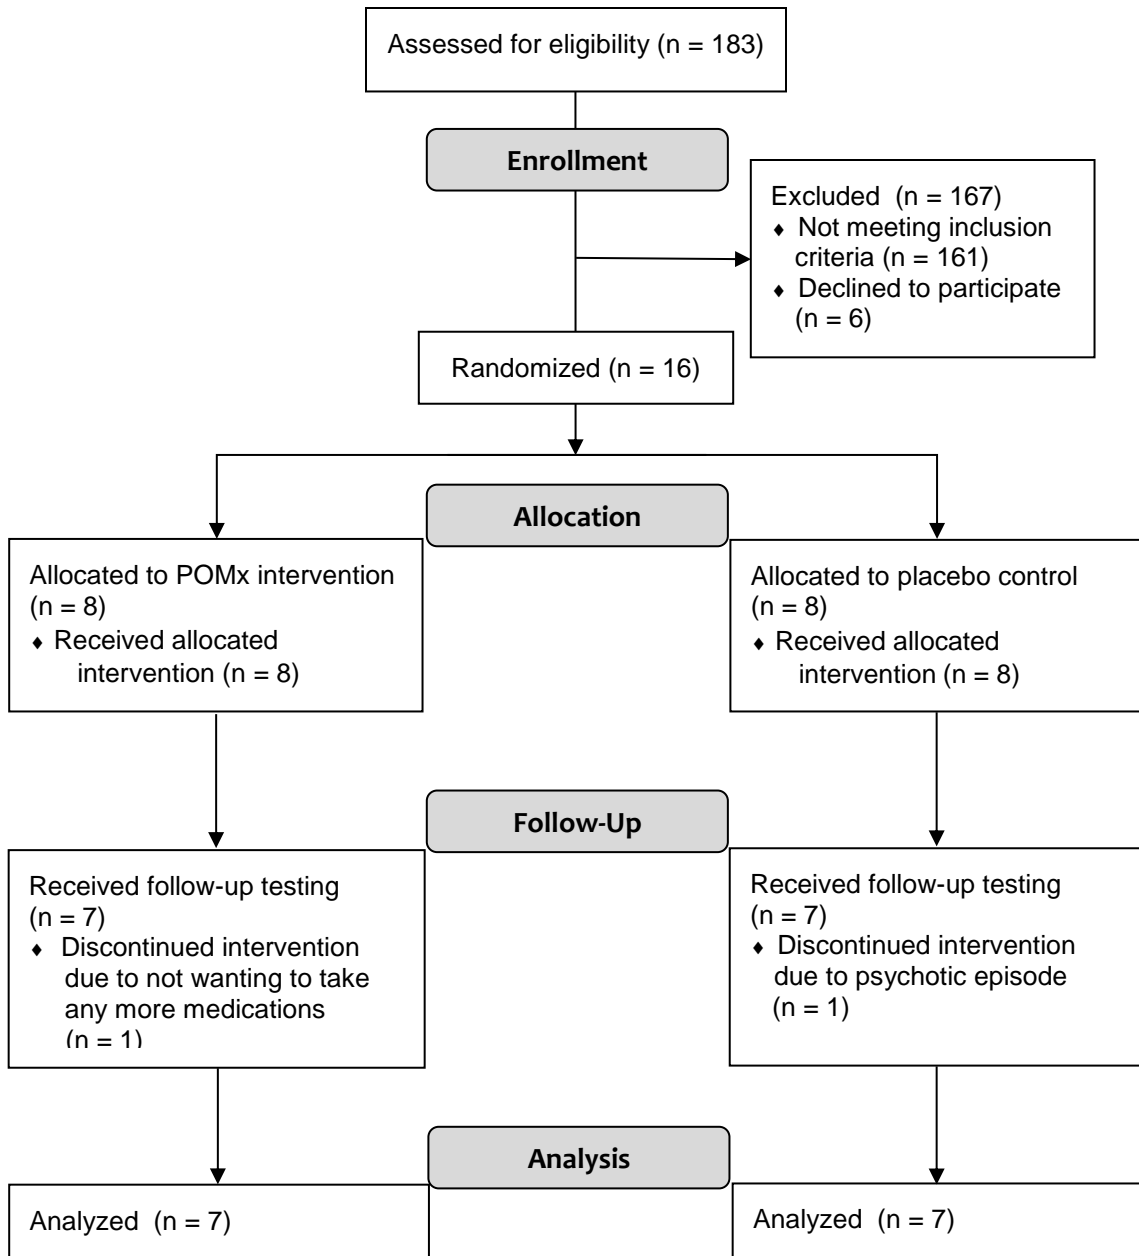 Assessed for eligibility (n = 183)
Enrollment
Excluded (n = 167)
♦ Not meeting inclusion
criteria (n = 161)
♦ Declined to participate
(n = 6)
Randomized (n = 16)
Allocation
Allocated to POMx intervention
(n = 8)
♦ Received allocated
intervention (n = 8)
Allocated to placebo control
(n = 8)
♦ Received allocated
intervention (n = 8)
Follow-Up
Received follow-up testing
(n = 7)
♦ Discontinued intervention
due to not wanting to take
any more medications
(n = 1)
Received follow-up testing
(n = 7)
♦ Discontinued intervention
due to psychotic episode
(n = 1)
Analysis
Analyzed (n = 7)
Analyzed (n = 7)